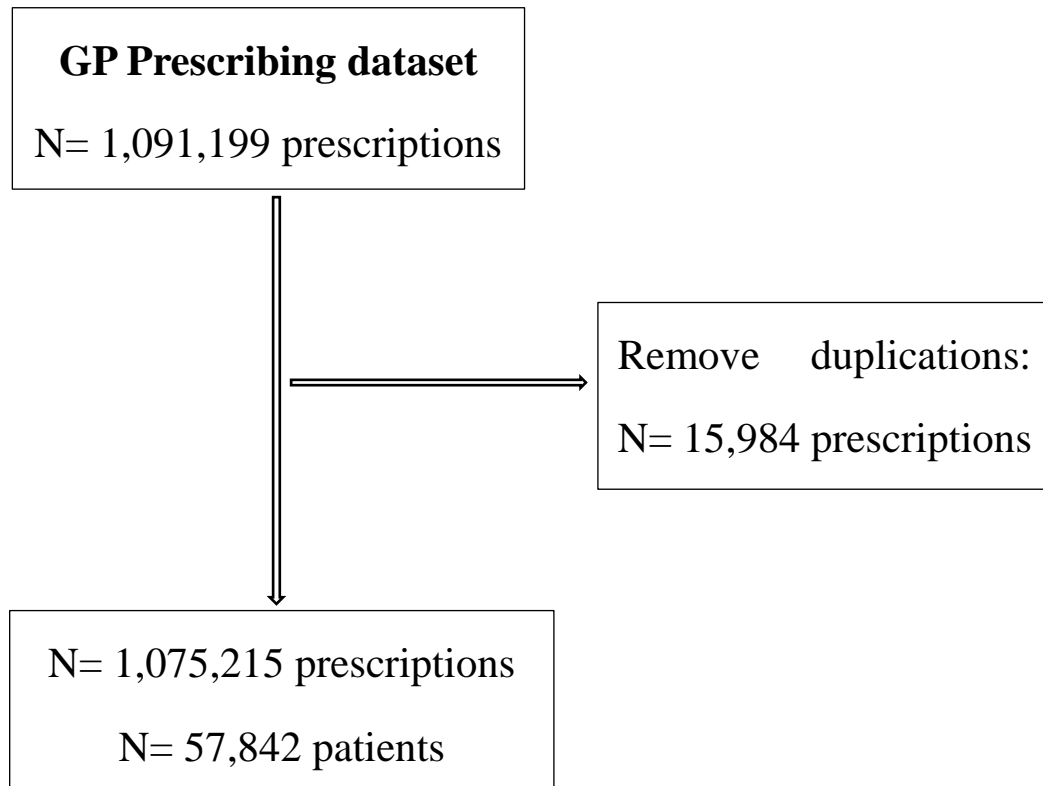 GP Prescribing dataset
N= 1,091,199 prescriptions
Remove duplications:
N= 15,984 prescriptions
N= 1,075,215 prescriptions
N= 57,842 patients